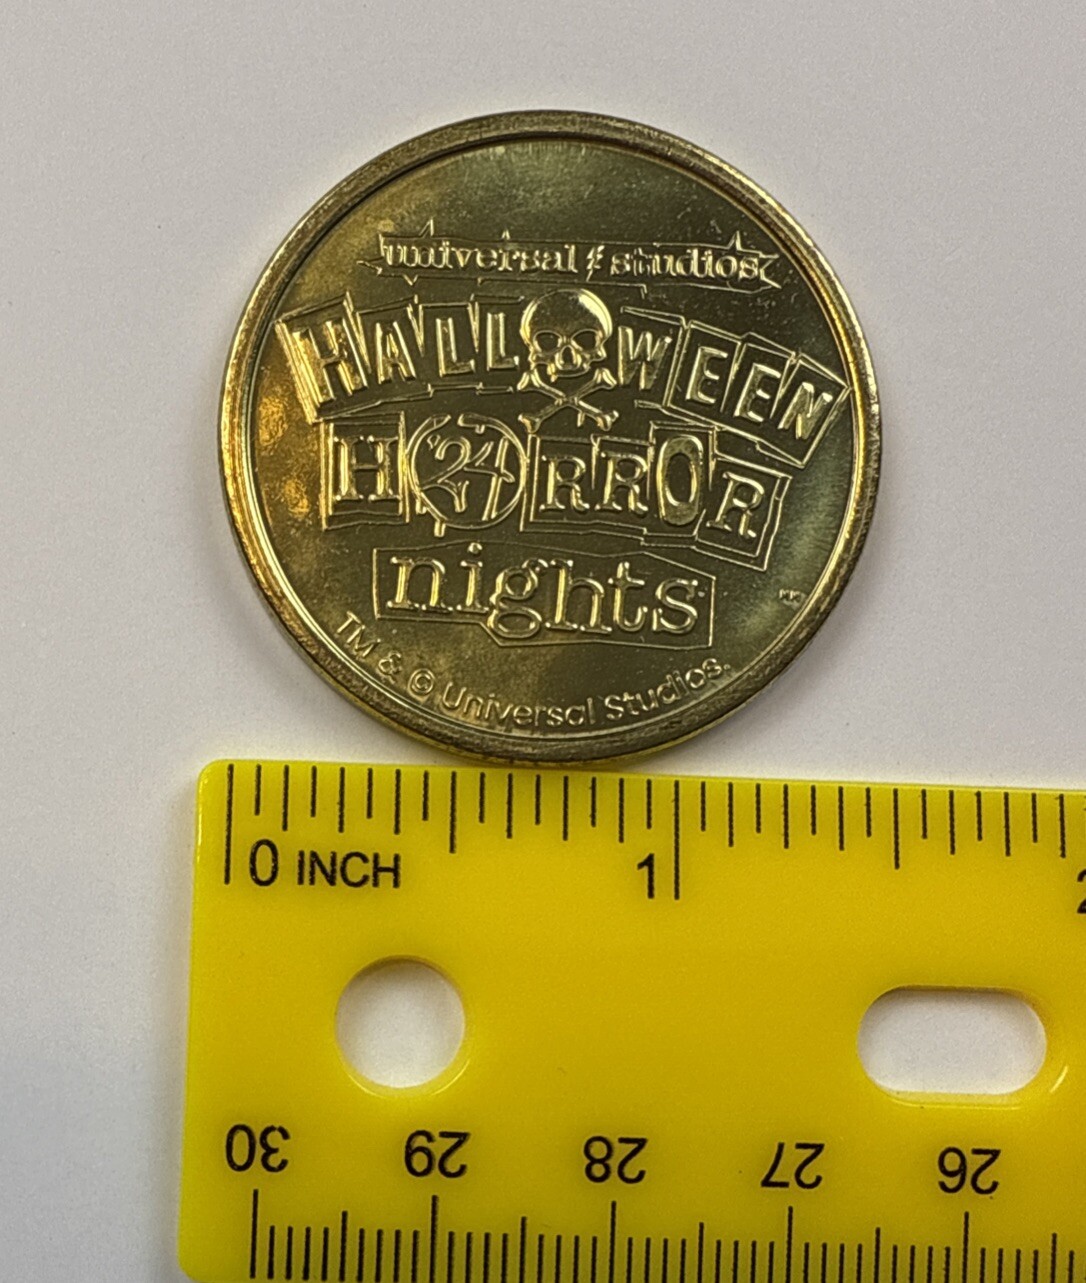 universal studios
HALLOWEEN
H'24RROR
nights
TM & © Universal Studios.
0 INCH 1 2
30 29 28 27 26